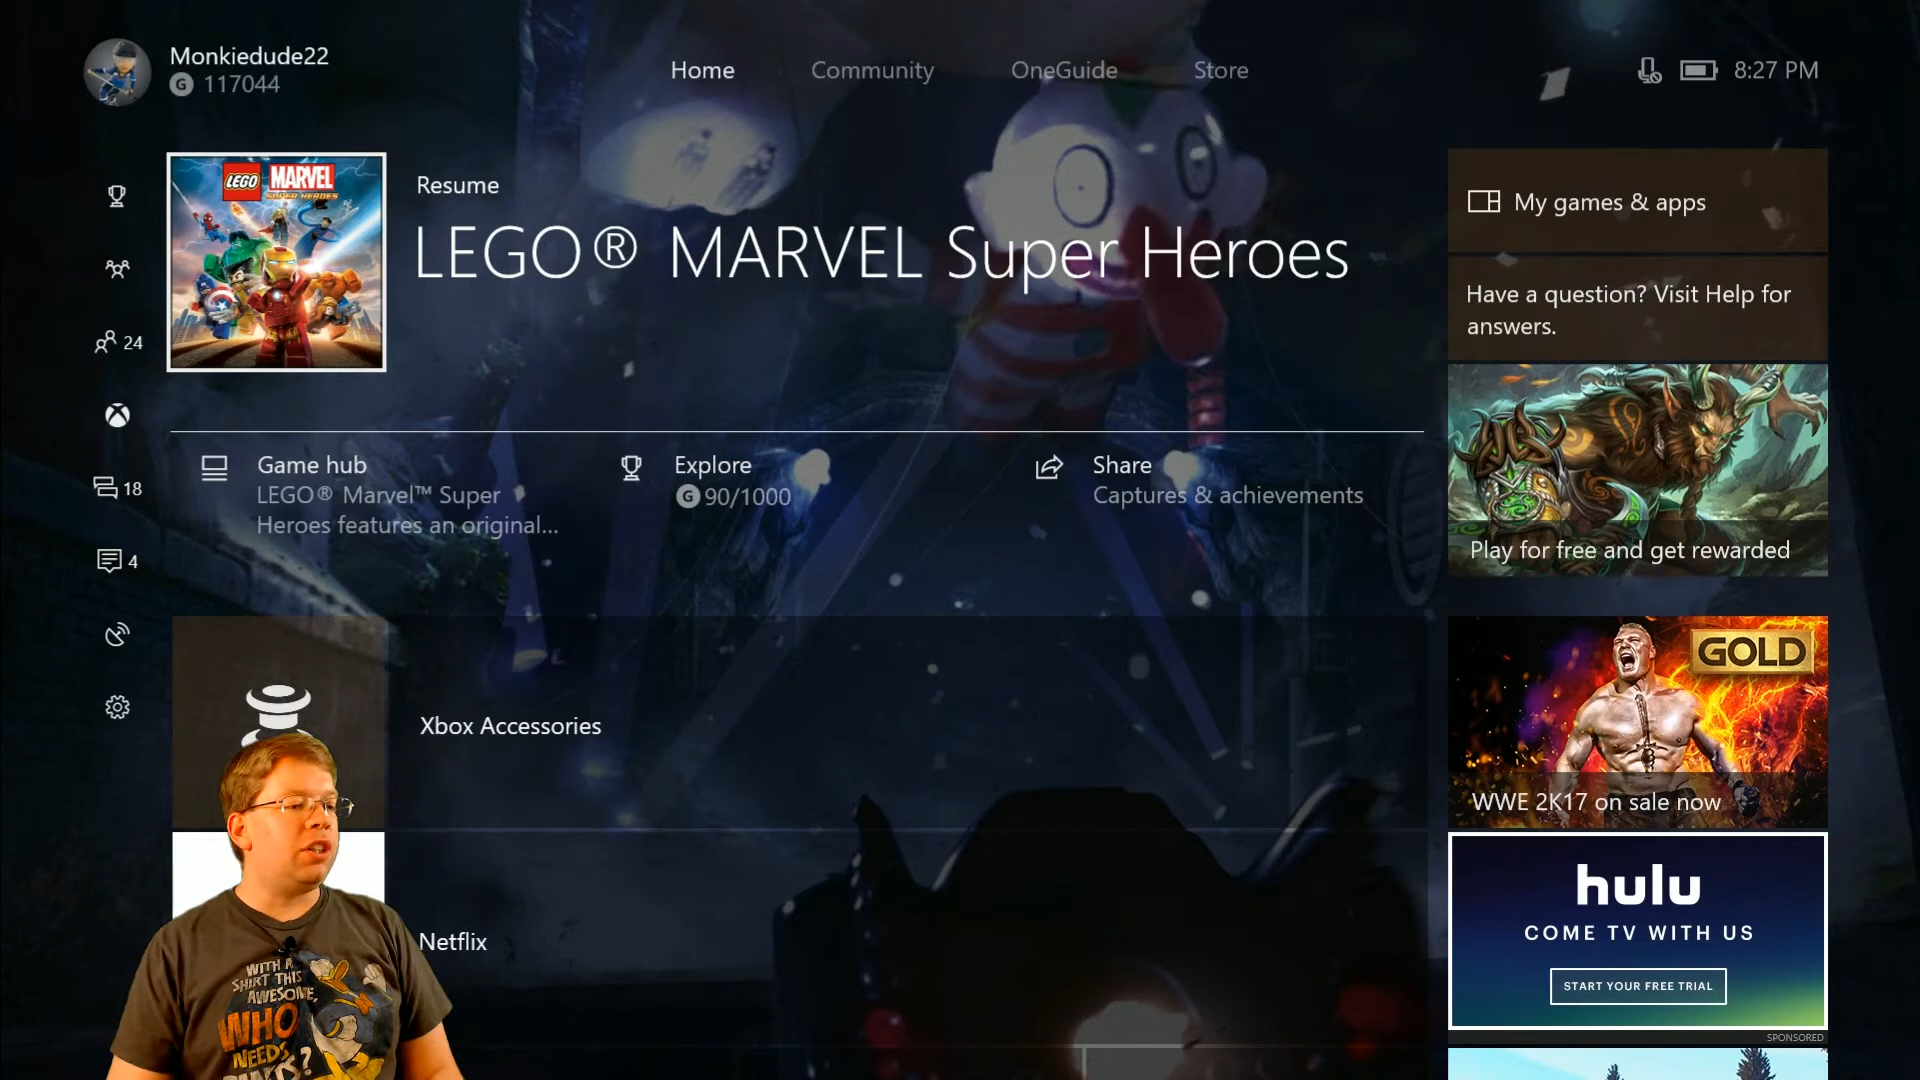 Monkiedude22
G 117044
Home
Community
OneGuide
Store
8:27 PM
LEGO MARVEL
SUPER HEROES
Resume
LEGO® MARVEL Super Heroes
My games & apps
Have a question? Visit Help for
answers.
24
18
4
Game hub
LEGO® Marvel™ Super
Heroes features an original...
Explore
G 90/1000
Share
Captures & achievements
Play for free and get rewarded
Xbox Accessories
GOLD
WWE 2K17 on sale now
Netflix
hulu
COME TV WITH US
START YOUR FREE TRIAL
SPONSORED
WITH A
SHIRT THIS
AWESOME,
WHO
NEEDS
PANTS?